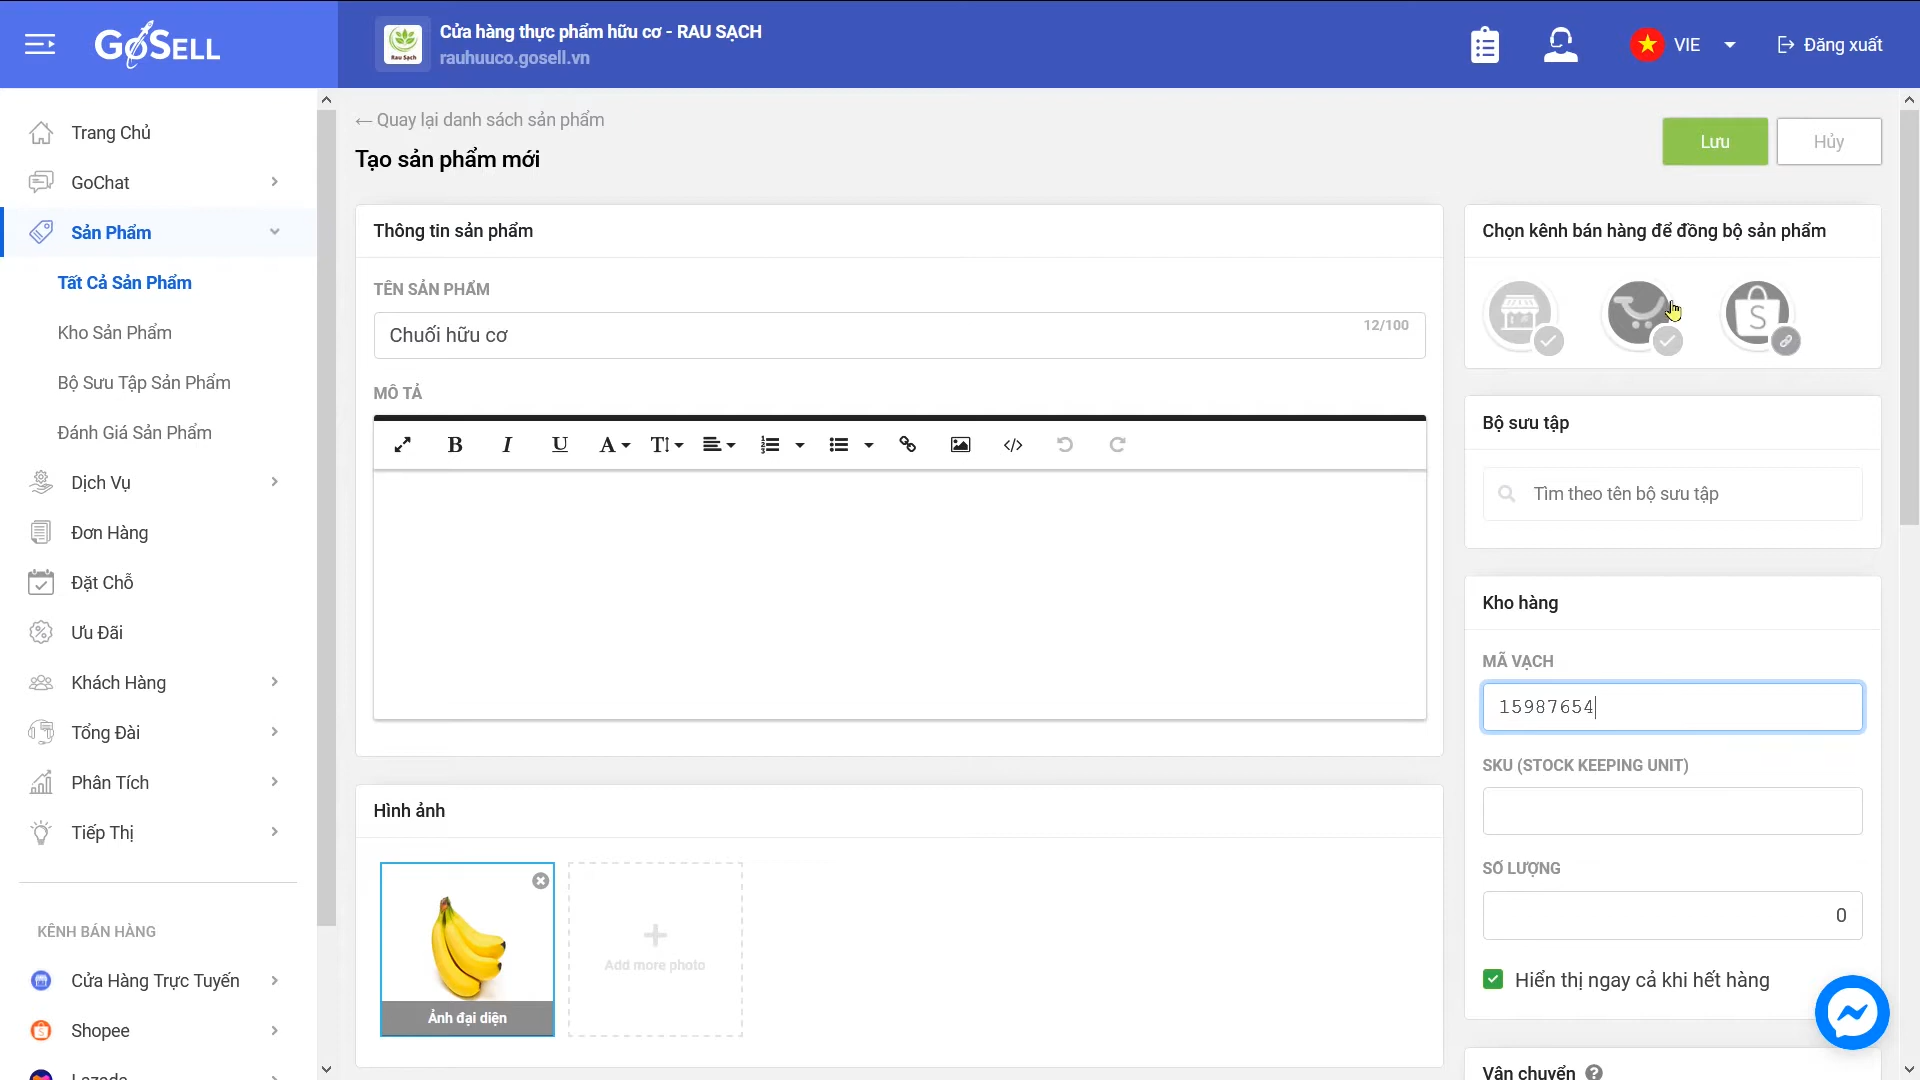 GOSELL
Rau Sạch
Cửa hàng thực phẩm hữu cơ - RAU SẠCH
rauhuuco.gosell.vn
VIE
Đăng xuất
Trang Chủ
GoChat
Sản Phẩm
Tất Cả Sản Phẩm
Kho Sản Phẩm
Bộ Sưu Tập Sản Phẩm
Đánh Giá Sản Phẩm
Dịch Vụ
Đơn Hàng
Đặt Chỗ
Ưu Đãi
Khách Hàng
Tổng Đài
Phân Tích
Tiếp Thị
KÊNH BÁN HÀNG
Cửa Hàng Trực Tuyến
Shopee
Lazada
← Quay lại danh sách sản phẩm
Tạo sản phẩm mới
Lưu
Hủy
Thông tin sản phẩm
TÊN SẢN PHẨM
Chuối hữu cơ
12/100
MÔ TẢ
Hình ảnh
Ảnh đại diện
Add more photo
Chọn kênh bán hàng để đồng bộ sản phẩm
Bộ sưu tập
Tìm theo tên bộ sưu tập
Kho hàng
MÃ VẠCH
15987654
SKU (STOCK KEEPING UNIT)
SỐ LƯỢNG
0
Hiển thị ngay cả khi hết hàng
Vận chuyển